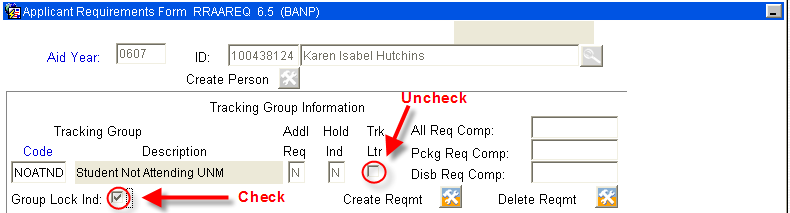 Applicant Requirements Form RRAAREQ 6.5 (BANP)
Aid Year: 0607 ID: 100438124 Karen Isabel Hutchins
Create Person
Tracking Group Information Uncheck
Tracking Group Addl Hold Trk All Req Comp:
Code Description Req Ind Ltr Pckg Req Comp:
NOATND Student Not Attending UNM N N Disb Req Comp:
Group Lock Ind: Check Create Reqmt Delete Reqmt